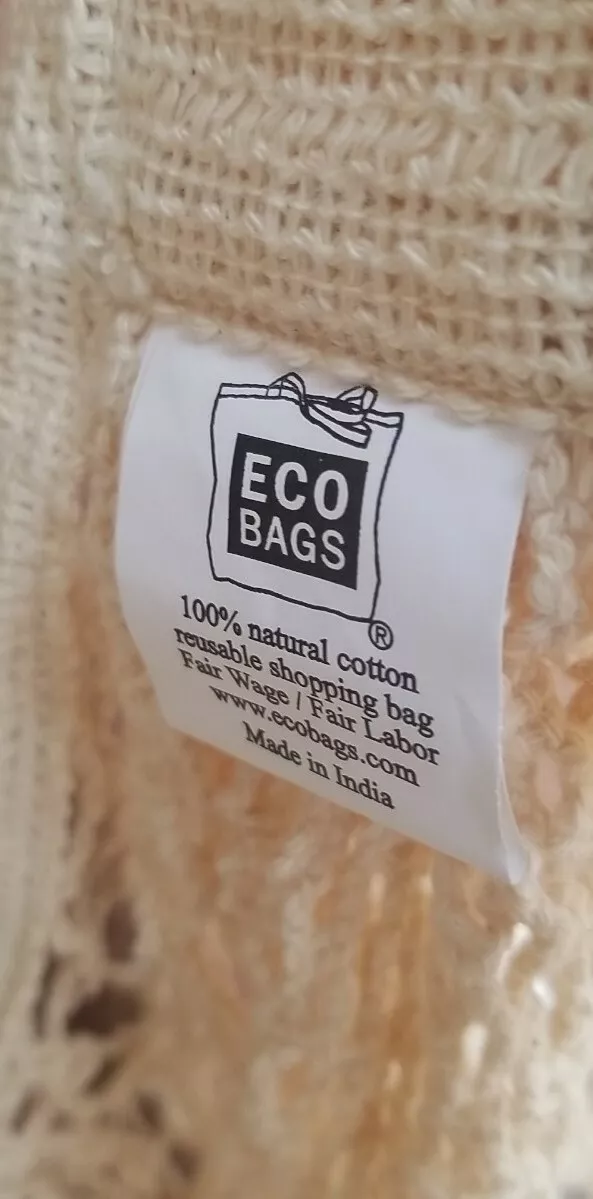 ECO
BAGS
®
100% natural cotton
reusable shopping bag
Fair Wage / Fair Labor
www.ecobags.com
Made in India